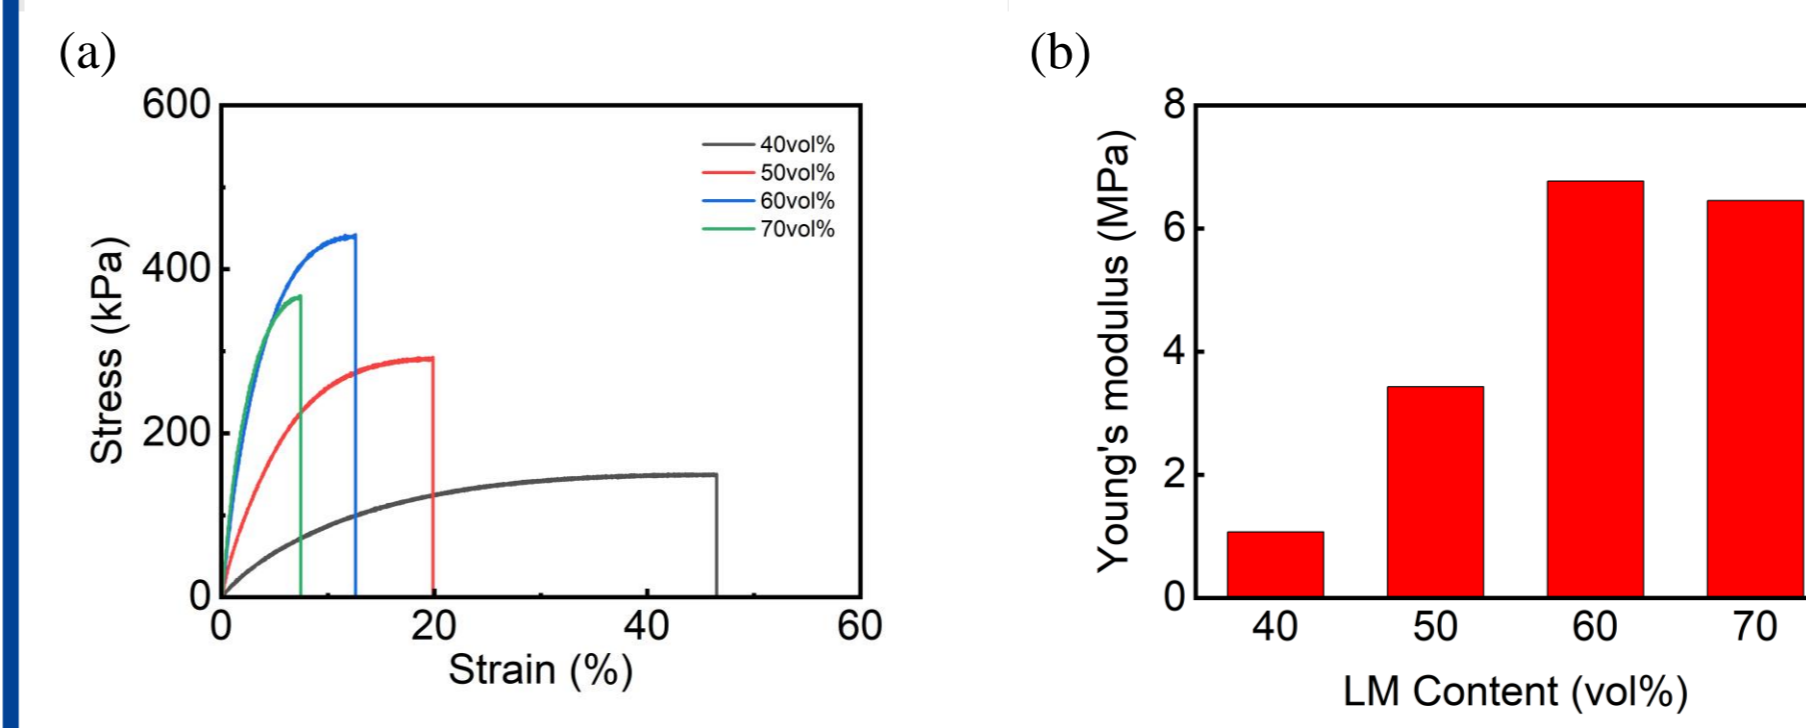 (a)
600
400
200
0
0 20 40 60
Stress (kPa)
Strain (%)
40vol%
50vol%
60vol%
70vol%
(b)
8
6
4
2
0
40 50 60 70
Young's modulus (MPa)
LM Content (vol%)